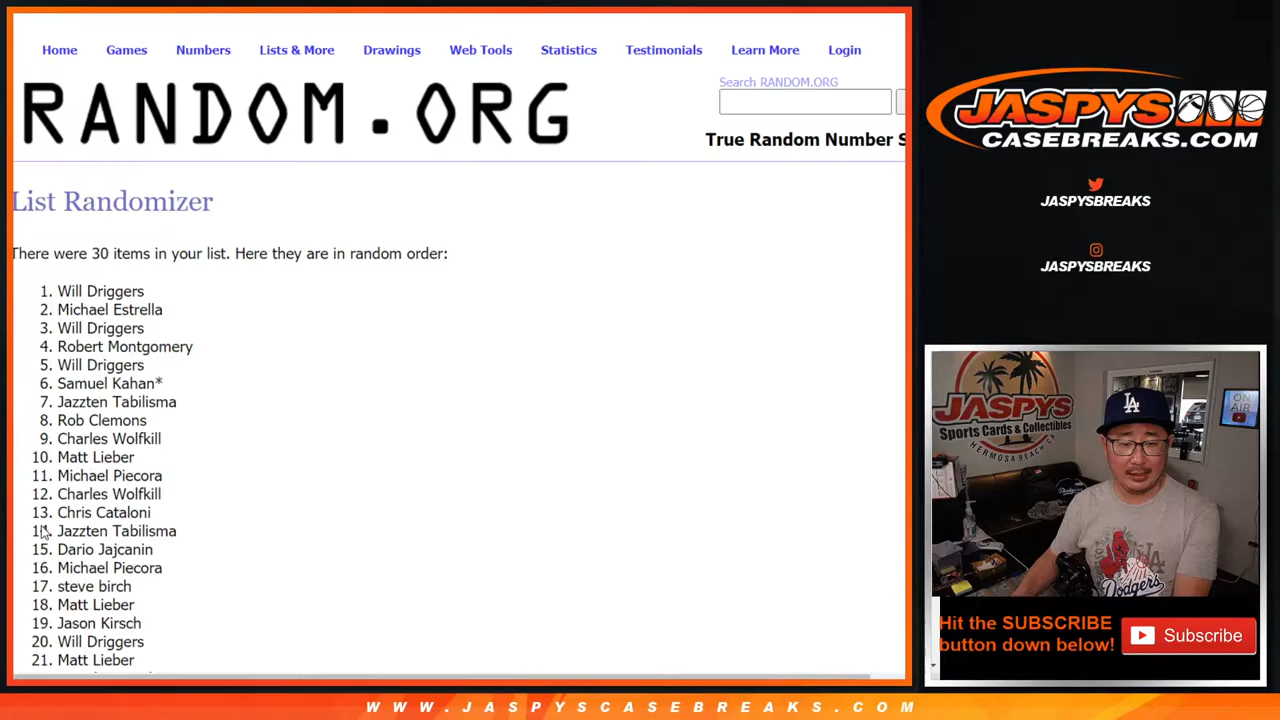 Home Games Numbers Lists & More Drawings Web Tools Statistics Testimonials Learn More Login
RANDOM.ORG
Search RANDOM.ORG
True Random Number S
List Randomizer
There were 30 items in your list. Here they are in random order:
1. Will Driggers
2. Michael Estrella
3. Will Driggers
4. Robert Montgomery
5. Will Driggers
6. Samuel Kahan*
7. Jazzten Tabilisma
8. Rob Clemons
9. Charles Wolfkill
10. Matt Lieber
11. Michael Piecora
12. Charles Wolfkill
13. Chris Cataloni
14. Jazzten Tabilisma
15. Dario Jajcanin
16. Michael Piecora
17. steve birch
18. Matt Lieber
19. Jason Kirsch
20. Will Driggers
21. Matt Lieber
JASPYS
CASEBREAKS.COM
JASPYSBREAKS
JASPYSBREAKS
JASPYS
Sports Cards & Collectibles
HERMOSA BEACH, CA
ON
AIR
LA
Dodgers
Hit the SUBSCRIBE
button down below!
Subscribe
WWW.JASPYSCASEBREAKS.COM